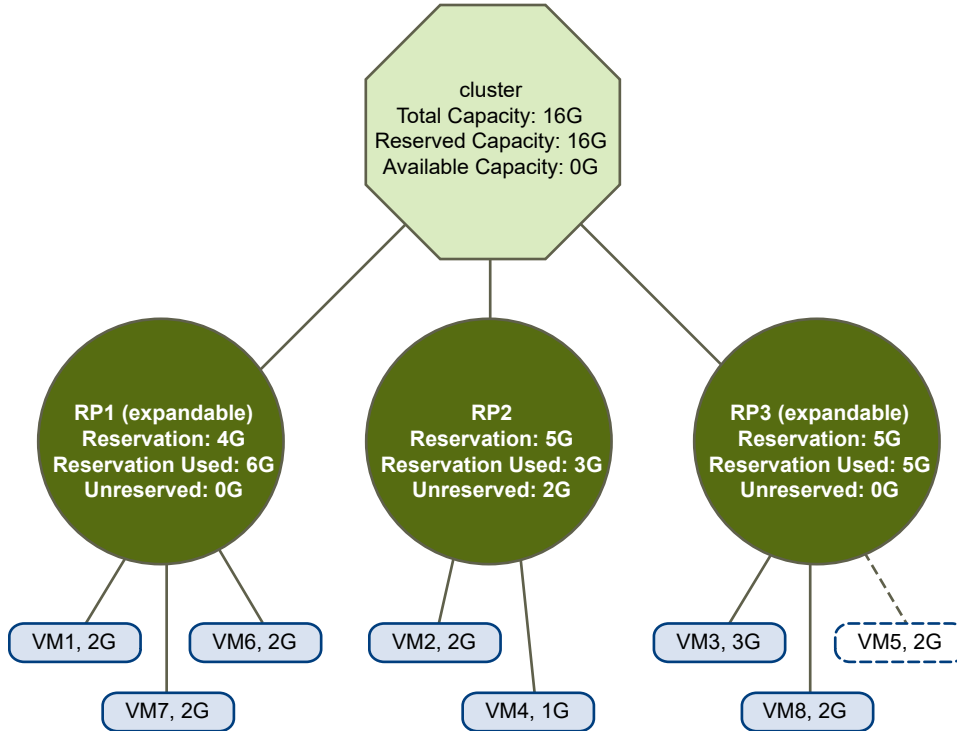 cluster
Total Capacity: 16G
Reserved Capacity: 16G
Available Capacity: 0G
RP1 (expandable)
Reservation: 4G
Reservation Used: 6G
Unreserved: 0G
RP2
Reservation: 5G
Reservation Used: 3G
Unreserved: 2G
RP3 (expandable)
Reservation: 5G
Reservation Used: 5G
Unreserved: 0G
VM1, 2G
VM6, 2G
VM2, 2G
VM3, 3G
VM5, 2G
VM7, 2G
VM4, 1G
VM8, 2G